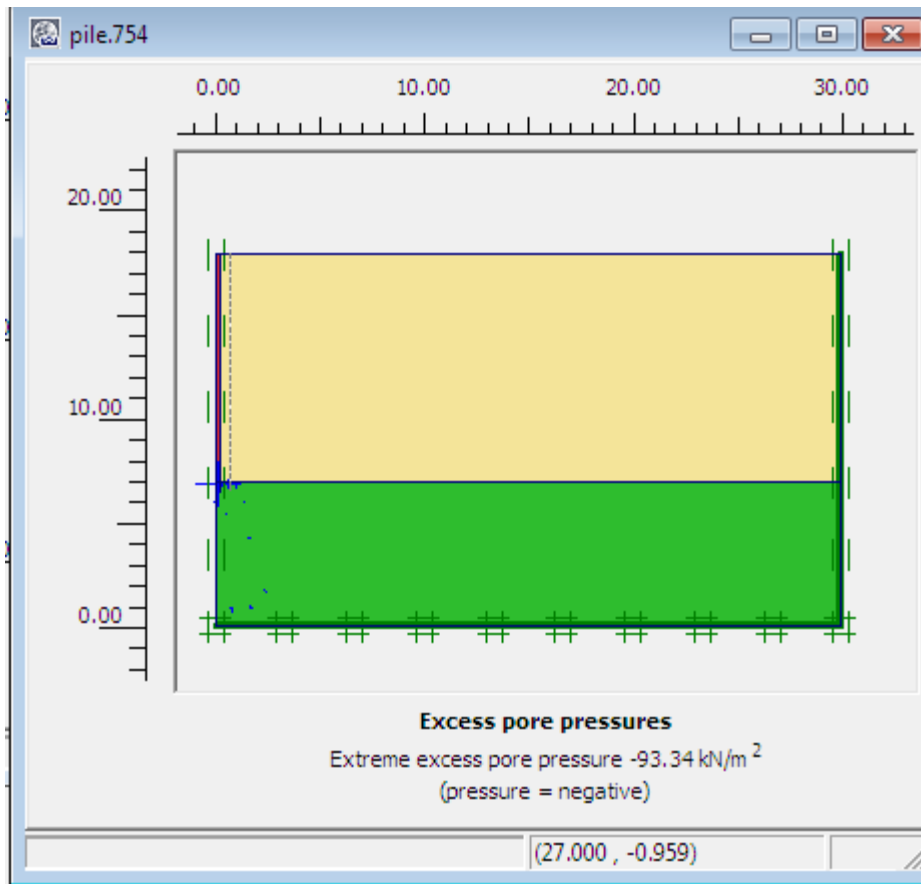 pile.754
0.00 10.00 20.00 30.00
20.00
10.00
0.00
Excess pore pressures
Extreme excess pore pressure -93.34 kN/m 2
(pressure = negative)
(27.000 , -0.959)